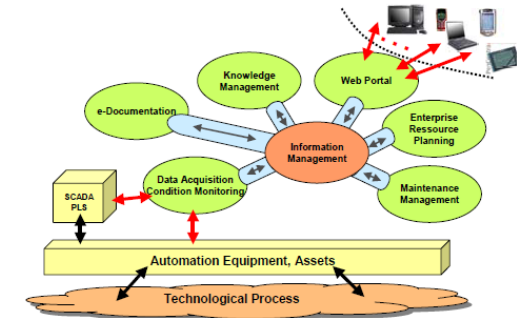 Knowledge
Management
Web Portal
e-Documentation
Enterprise
Ressource
Planning
Information
Management
Data Acquisition
Condition Monitoring
Maintenance
Management
SCADA
PLS
Automation Equipment, Assets
Technological Process